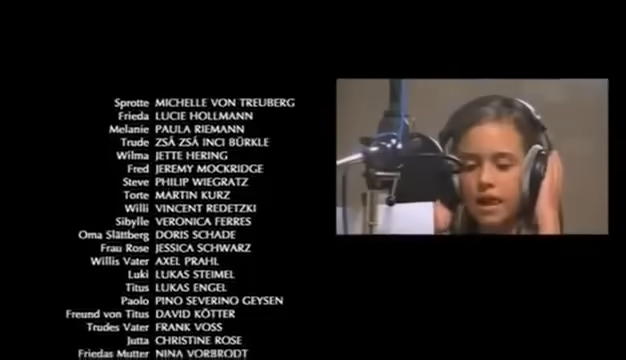 Sprotte MICHELLE VON TREUBERG
Frieda LUCIE HOLLMANN
Melanie PAULA RIEMANN
Trude ZSÁ ZSÁ INCI BÜRKLE
Wilma JETTE HERING
Fred JEREMY MOCKRIDGE
Steve PHILIP WIEGRATZ
Torte MARTIN KURZ
Willi VINCENT REDETZKI
Sibylle VERONICA FERRES
Oma Slättberg DORIS SCHADE
Frau Rose JESSICA SCHWARZ
Willis Vater AXEL PRAHL
Luki LUKAS STEIMEL
Titus LUKAS ENGEL
Paolo PINO SEVERINO GEYSEN
Freund von Titus DAVID KÖTTER
Trudes Vater FRANK VOSS
Jutta CHRISTINE ROSE
Friedas Mutter NINA VORBRODT